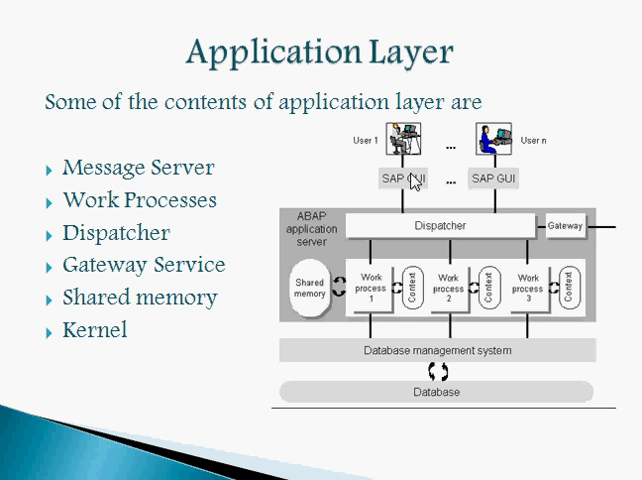 Application Layer
Some of the contents of application layer are
Message Server
Work Processes
Dispatcher
Gateway Service
Shared memory
Kernel
User 1
...
User n
SAP GUI
...
SAP GUI
ABAP
application
server
Dispatcher
Gateway
Shared
memory
Work
process
1
Context
Work
process
2
Context
Work
process
3
Context
Database management system
Database